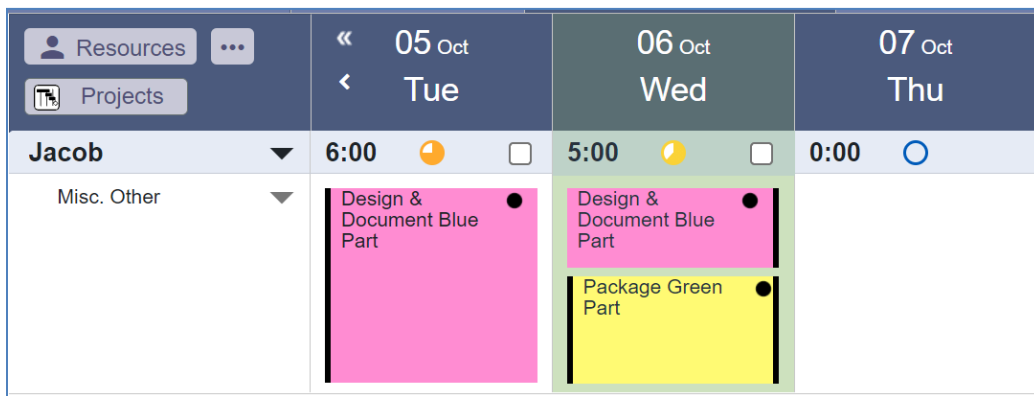 Resources
•••
Projects
«
‹
05 Oct
Tue
06 Oct
Wed
07 Oct
Thu
Jacob
6:00
5:00
0:00
Misc. Other
Design &
Document Blue
Part
Design &
Document Blue
Part
Package Green
Part